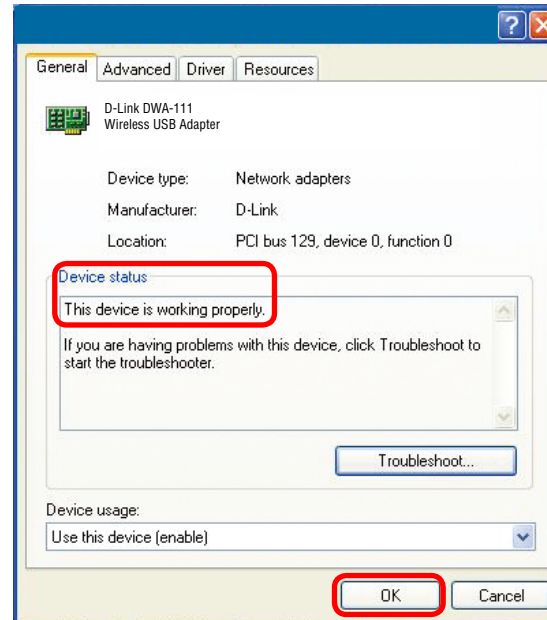 ?
General Advanced Driver Resources
D-Link DWA-111
Wireless USB Adapter
Device type: Network adapters
Manufacturer: D-Link
Location: PCI bus 129, device 0, function 0
Device status
This device is working properly.
If you are having problems with this device, click Troubleshoot to
start the troubleshooter.
Troubleshoot...
Device usage:
Use this device (enable)
OK Cancel